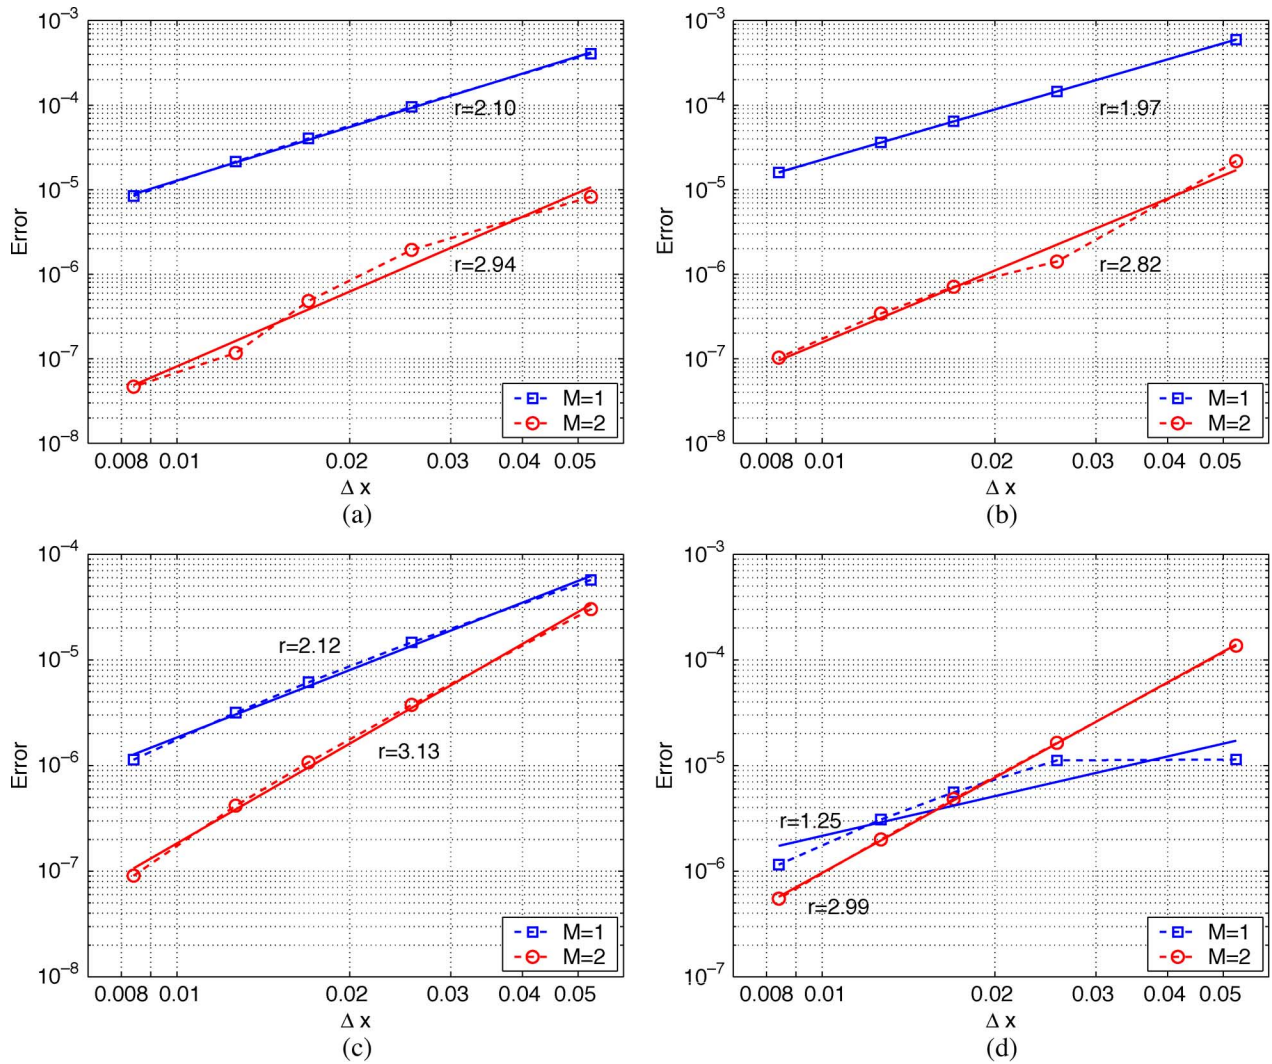 10⁻³
10⁻⁴
10⁻⁵
10⁻⁶
10⁻⁷
10⁻⁸
Error
r=2.10
r=2.94
M=1
M=2
0.008 0.01 0.02 0.03 0.04 0.05
Δ x
(a)
10⁻³
10⁻⁴
10⁻⁵
10⁻⁶
10⁻⁷
10⁻⁸
Error
r=1.97
r=2.82
M=1
M=2
0.008 0.01 0.02 0.03 0.04 0.05
Δ x
(b)
10⁻⁴
10⁻⁵
10⁻⁶
10⁻⁷
10⁻⁸
Error
r=2.12
r=3.13
M=1
M=2
0.008 0.01 0.02 0.03 0.04 0.05
Δ x
(c)
10⁻³
10⁻⁴
10⁻⁵
10⁻⁶
10⁻⁷
Error
r=1.25
r=2.99
M=1
M=2
0.008 0.01 0.02 0.03 0.04 0.05
Δ x
(d)